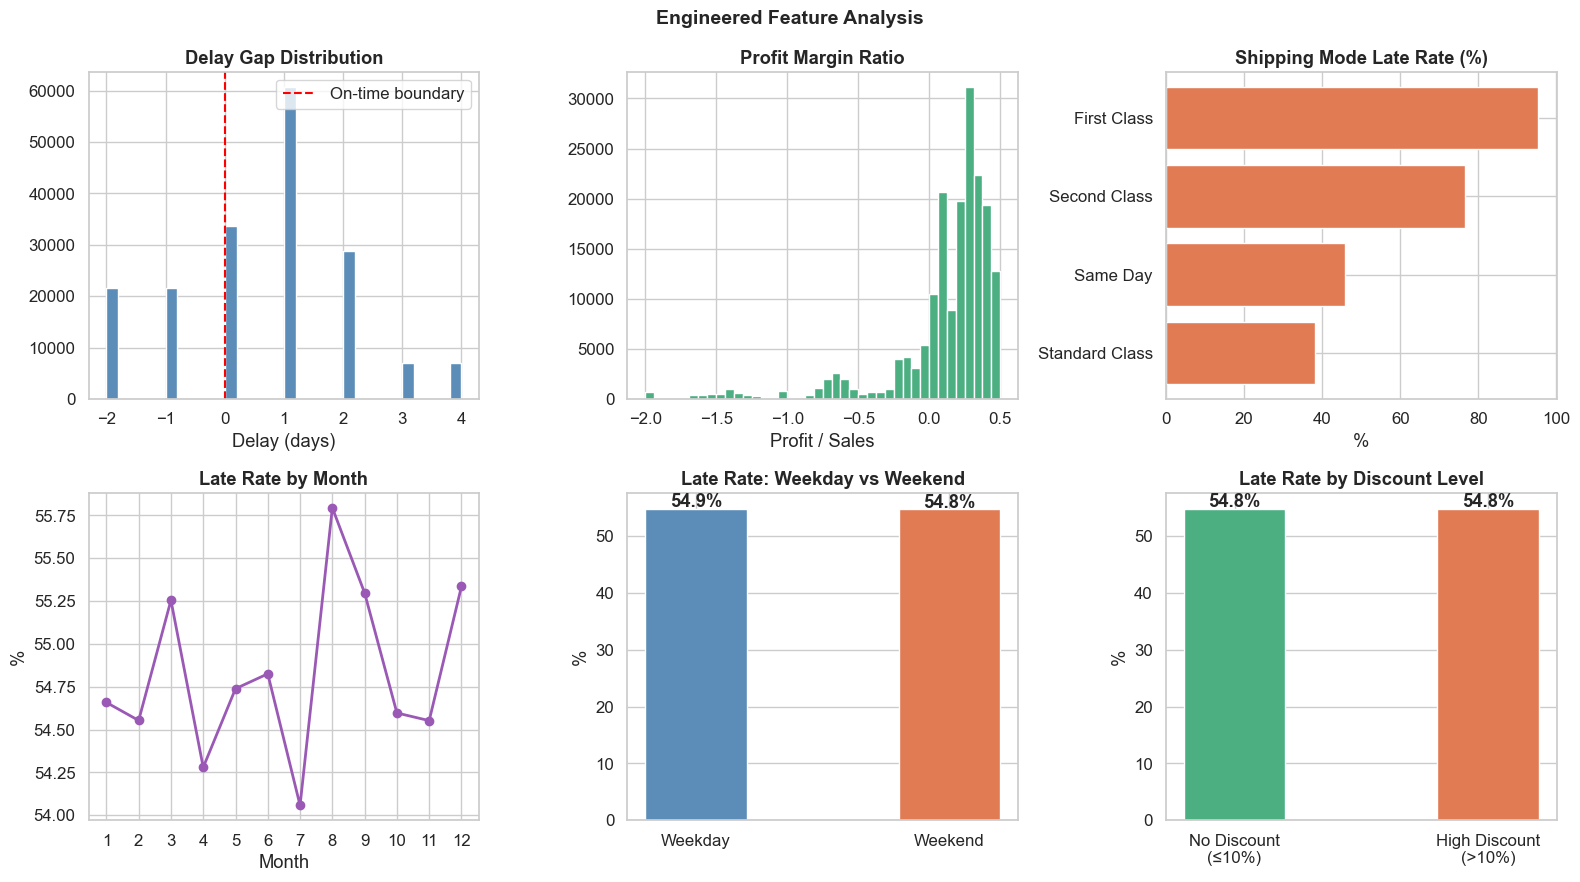 Engineered Feature Analysis
Delay Gap Distribution
On-time boundary
60000
50000
40000
30000
20000
10000
0
−2 −1 0 1 2 3 4
Delay (days)
Profit Margin Ratio
30000
25000
20000
15000
10000
5000
0
−2.0 −1.5 −1.0 −0.5 0.0 0.5
Profit / Sales
Shipping Mode Late Rate (%)
First Class
Second Class
Same Day
Standard Class
0 20 40 60 80 100
%
Late Rate by Month
%
55.75
55.50
55.25
55.00
54.75
54.50
54.25
54.00
1 2 3 4 5 6 7 8 9 10 11 12
Month
Late Rate: Weekday vs Weekend
54.9% 54.8%
%
50
40
30
20
10
0
Weekday Weekend
Late Rate by Discount Level
54.8% 54.8%
%
50
40
30
20
10
0
No Discount
(≤10%)
High Discount
(>10%)